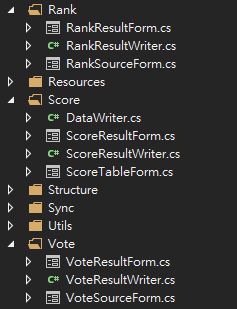 Rank
RankResultForm.cs
C# RankResultWriter.cs
RankSourceForm.cs
Resources
Score
C# DataWriter.cs
ScoreResultForm.cs
C# ScoreResultWriter.cs
ScoreTableForm.cs
Structure
Sync
Utils
Vote
VoteResultForm.cs
C# VoteResultWriter.cs
VoteSourceForm.cs